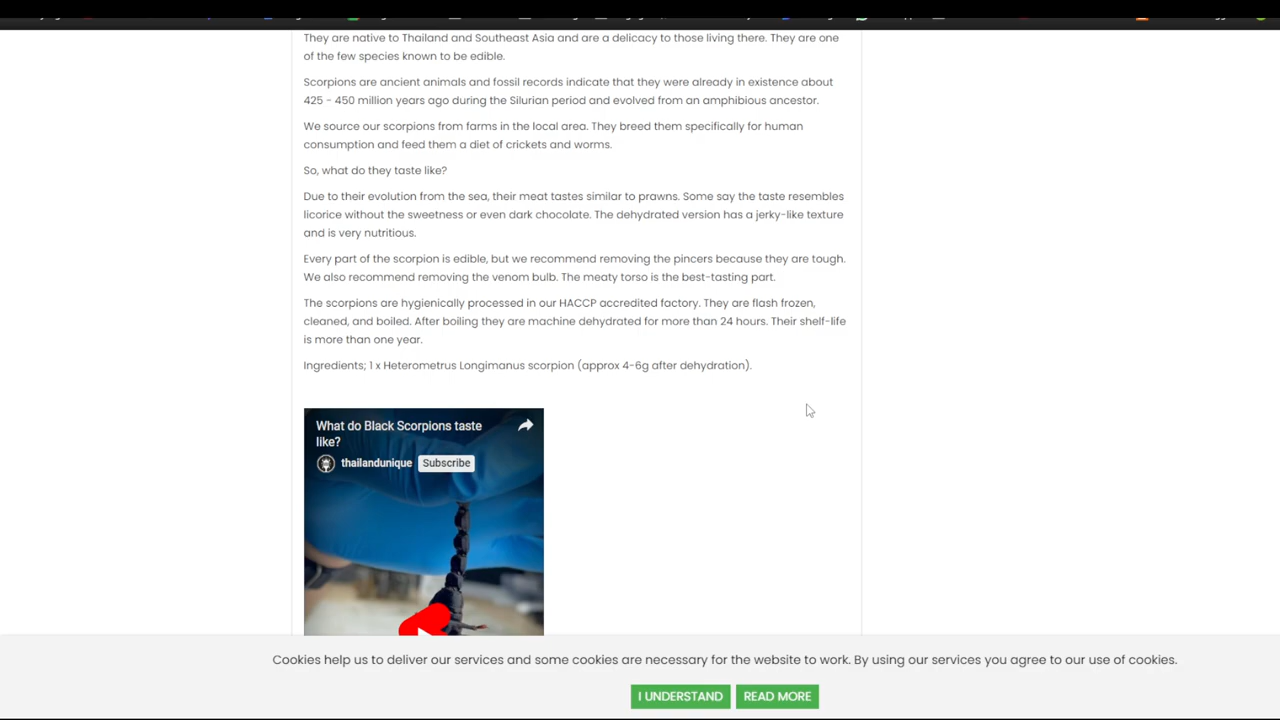 They are native to Thailand and Southeast Asia and are a delicacy to those living there. They are one
of the few species known to be edible.
Scorpions are ancient animals and fossil records indicate that they were already in existence about
425 - 450 million years ago during the Silurian period and evolved from an amphibious ancestor.
We source our scorpions from farms in the local area. They breed them specifically for human
consumption and feed them a diet of crickets and worms.
So, what do they taste like?
Due to their evolution from the sea, their meat tastes similar to prawns. Some say the taste resembles
licorice without the sweetness or even dark chocolate. The dehydrated version has a jerky-like texture
and is very nutritious.
Every part of the scorpion is edible, but we recommend removing the pincers because they are tough.
We also recommend removing the venom bulb. The meaty torso is the best-tasting part.
The scorpions are hygienically processed in our HACCP accredited factory. They are flash frozen,
cleaned, and boiled. After boiling they are machine dehydrated for more than 24 hours. Their shelf-life
is more than one year.
Ingredients; 1 x Heterometrus Longimanus scorpion (approx 4-6g after dehydration).
What do Black Scorpions taste
like?
thailandunique Subscribe
Cookies help us to deliver our services and some cookies are necessary for the website to work. By using our services you agree to our use of cookies.
I UNDERSTAND READ MORE